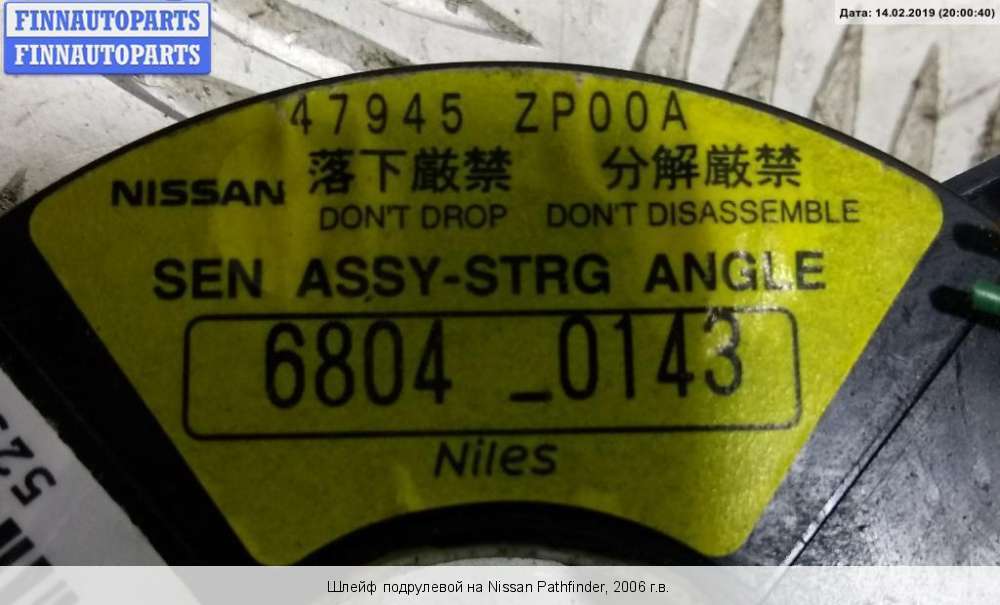 FINNAUTOPARTS
FINNAUTOPARTS
Дата: 14.02.2019 (20:00:40)
47945 ZP00A
NISSAN 落下厳禁 分解厳禁
DON'T DROP DON'T DISASSEMBLE
SEN ASSY-STRG ANGLE
6804 _0143
Niles
Шлейф подрулевой на Nissan Pathfinder, 2006 г.в.